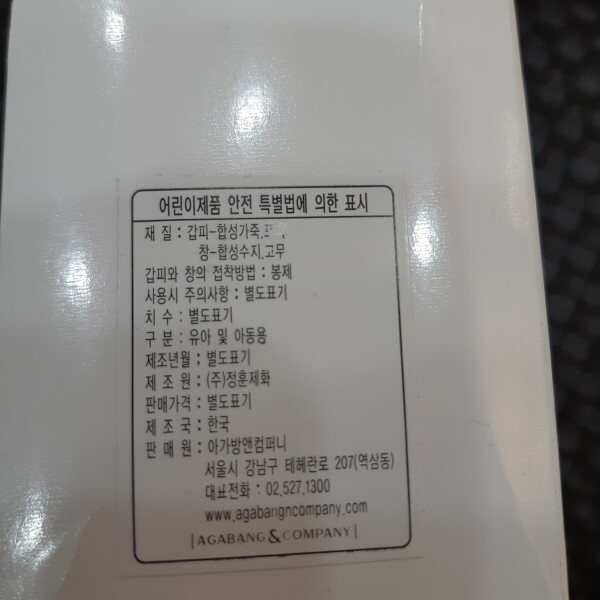 어린이제품 안전 특별법에 의한 표시
재 질 : 갑피-합성가죽,
창-합성수지,고무
갑피와 창의 접착방법 : 봉제
사용시 주의사항 : 별도표기
치 수 : 별도표기
구 분 : 유아 및 아동용
제조년월 : 별도표기
제 조 원 : (주)정훈제화
판매가격 : 별도표기
제 조 국 : 한국
판 매 원 : 아가방앤컴퍼니
서울시 강남구 테헤란로 207(역삼동)
대표전화 : 02.527.1300
www.agabangncompany.com
AGABANG & COMPANY